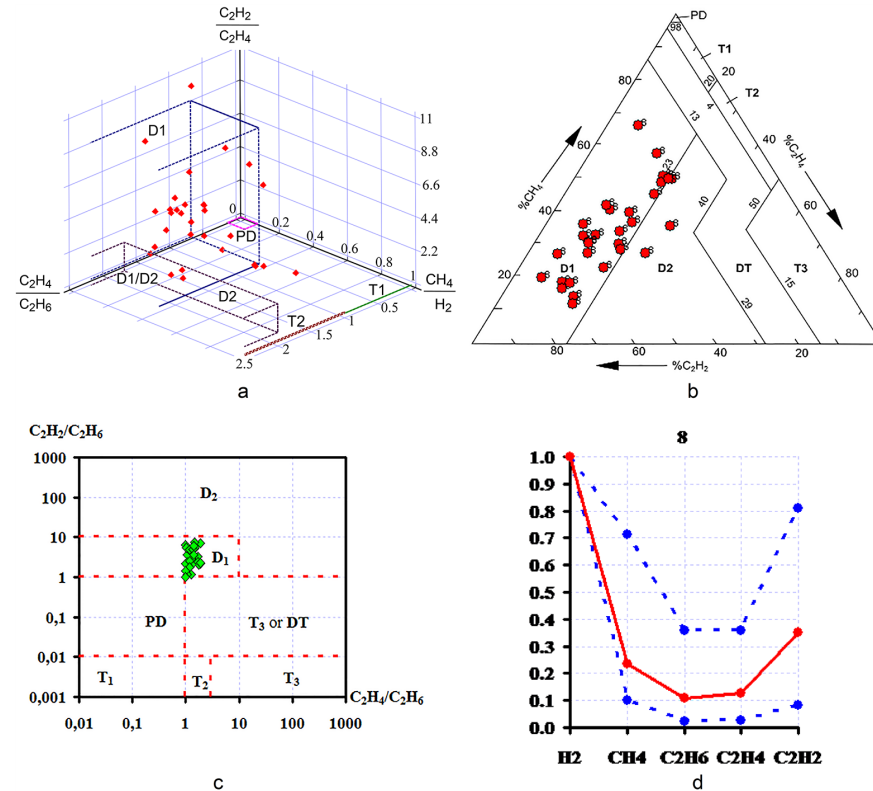 C2H2
C2H4
D1
11
8.8
6.6
4.4
2.2
0
0.2
0.4
0.6
0.8
1
PD
C2H4
C2H6
D1/D2
D2
T2
T1
CH4
H2
0.5
1
1.5
2
2.5
a
PD
98
T1
20
20
T2
4
80
13
40
%C2H4
60
%CH4
23
60
40
40
50
80
20
D1
D2
DT
T3
29
15
80
60
40
20
%C2H2
b
C2H2/C2H6
1000
100
10
1
0,1
0,01
0,001
D2
D1
PD
T3 or DT
T1
T2
T3
C2H4/C2H6
0,01
0,1
1
10
100
1000
c
8
1.0
0.9
0.8
0.7
0.6
0.5
0.4
0.3
0.2
0.1
0.0
H2 CH4 C2H6 C2H4 C2H2
d